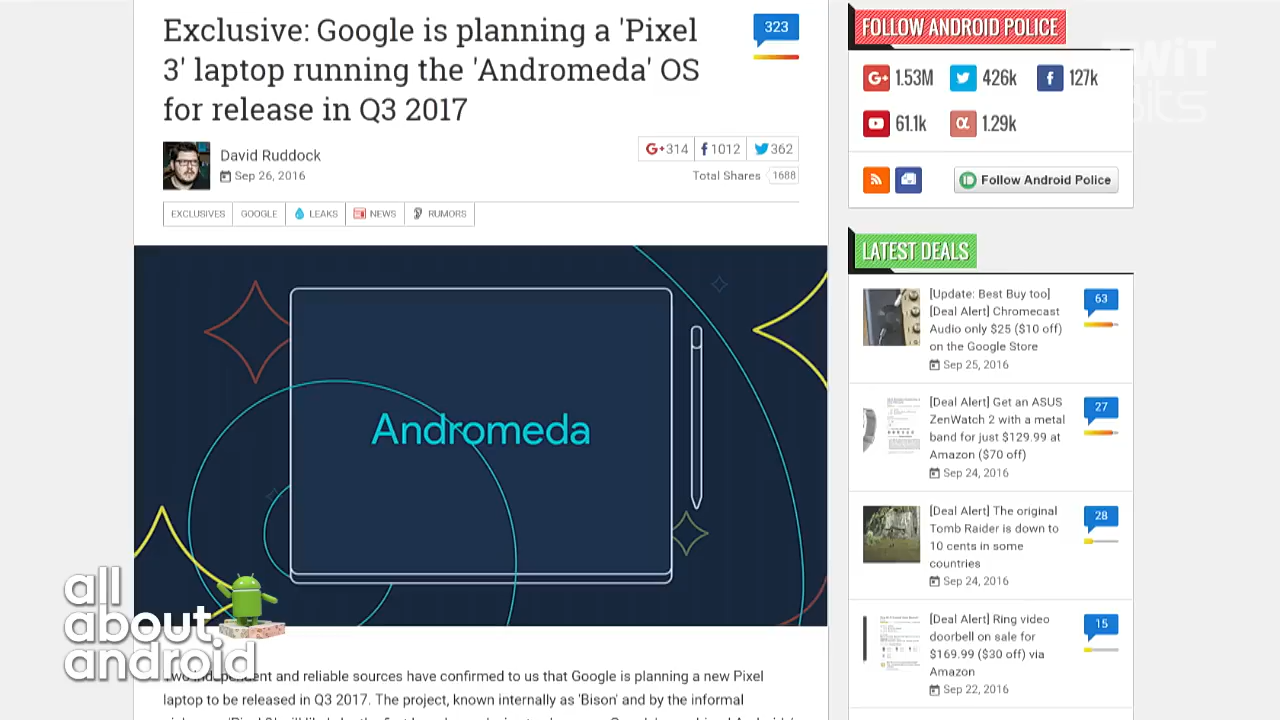 Exclusive: Google is planning a 'Pixel
3' laptop running the 'Andromeda' OS
for release in Q3 2017
323
David Ruddock
Sep 26, 2016
G+ 314
f 1012
362
Total Shares 1688
EXCLUSIVES
GOOGLE
LEAKS
NEWS
RUMORS
Andromeda
all
about
android
Two independent and reliable sources have confirmed to us that Google is planning a new Pixel
laptop to be released in Q3 2017. The project, known internally as 'Bison' and by the informal
FOLLOW ANDROID POLICE
TWiT
Bits
G+ 1.53M
426k
f 127k
61.1k
α 1.29k
Follow Android Police
LATEST DEALS
[Update: Best Buy too]
[Deal Alert] Chromecast
Audio only $25 ($10 off)
on the Google Store
Sep 25, 2016
63
[Deal Alert] Get an ASUS
ZenWatch 2 with a metal
band for just $129.99 at
Amazon ($70 off)
Sep 24, 2016
27
[Deal Alert] The original
Tomb Raider is down to
10 cents in some
countries
Sep 24, 2016
28
[Deal Alert] Ring video
doorbell on sale for
$169.99 ($30 off) via
Amazon
Sep 22, 2016
15